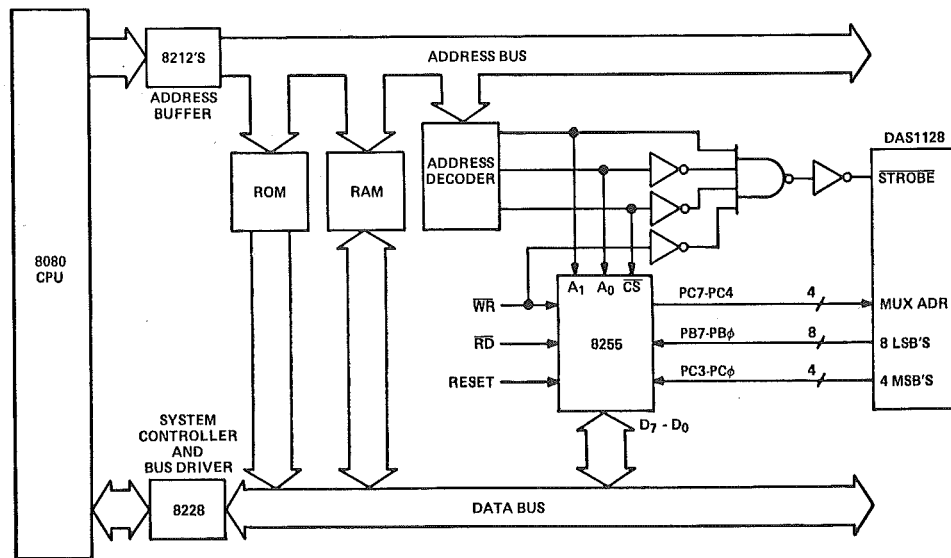 8212'S
ADDRESS BUS
ADDRESS
BUFFER
DAS1128
ROM
RAM
ADDRESS
DECODER
STROBE
8080
CPU
A1 A0 CS
WR
PC7-PC4
4
MUX ADR
RD
8255
PB7-PBϕ
8
8 LSB'S
RESET
PC3-PCϕ
4
4 MSB'S
SYSTEM
CONTROLLER
AND
BUS DRIVER
D7 - D0
8228
DATA BUS